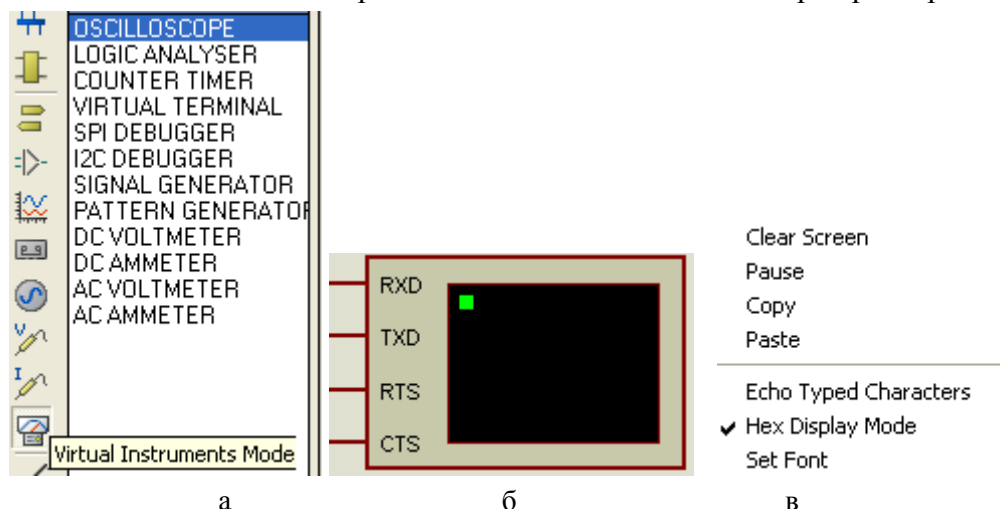 OSCILLOSCOPE
LOGIC ANALYSER
COUNTER TIMER
VIRTUAL TERMINAL
SPI DEBUGGER
I2C DEBUGGER
SIGNAL GENERATOR
PATTERN GENERATOR
DC VOLTMETER
DC AMMETER
AC VOLTMETER
AC AMMETER
Virtual Instruments Mode
RXD
TXD
RTS
CTS
Clear Screen
Pause
Copy
Paste
Echo Typed Characters
Hex Display Mode
Set Font
а б в